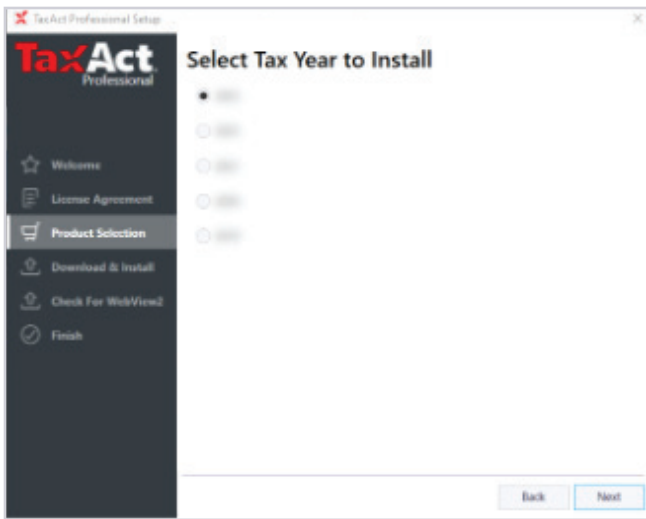 TaxAct Professional Setup
TaxAct
Professional
Select Tax Year to Install
Welcome
License Agreement
Product Selection
Download & Install
Check For WebView2
Finish
Back
Next